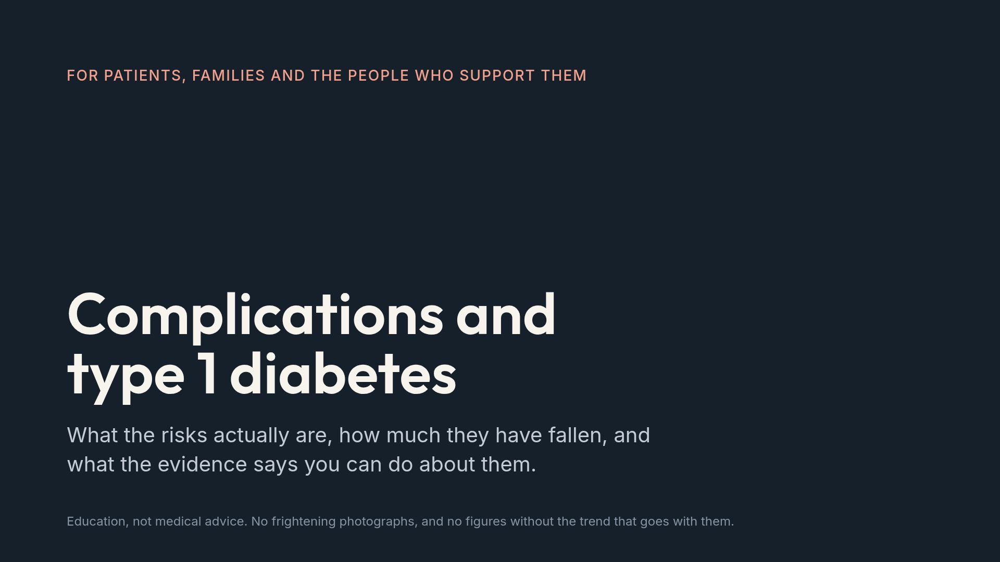 FOR PATIENTS, FAMILIES AND THE PEOPLE WHO SUPPORT THEM
Complications and
type 1 diabetes
What the risks actually are, how much they have fallen, and
what the evidence says you can do about them.
Education, not medical advice. No frightening photographs, and no figures without the trend that goes with them.